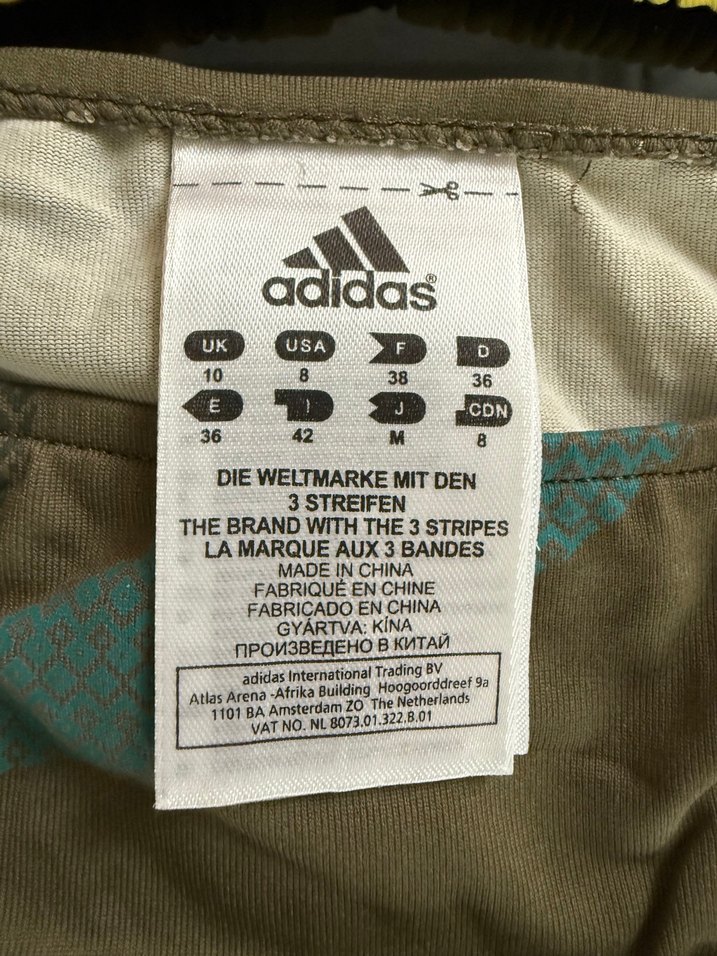 adidas®
UK USA F D
10 8 38 36
E I J CDN
36 42 M 8
DIE WELTMARKE MIT DEN
3 STREIFEN
THE BRAND WITH THE 3 STRIPES
LA MARQUE AUX 3 BANDES
MADE IN CHINA
FABRIQUÉ EN CHINE
FABRICADO EN CHINA
GYÁRTVA: KÍNA
ПРОИЗВЕДЕНО В КИТАЙ
adidas International Trading BV
Atlas Arena -Afrika Building Hoogoorddreef 9a
1101 BA Amsterdam ZO The Netherlands
VAT NO. NL 8073.01.322.B.01